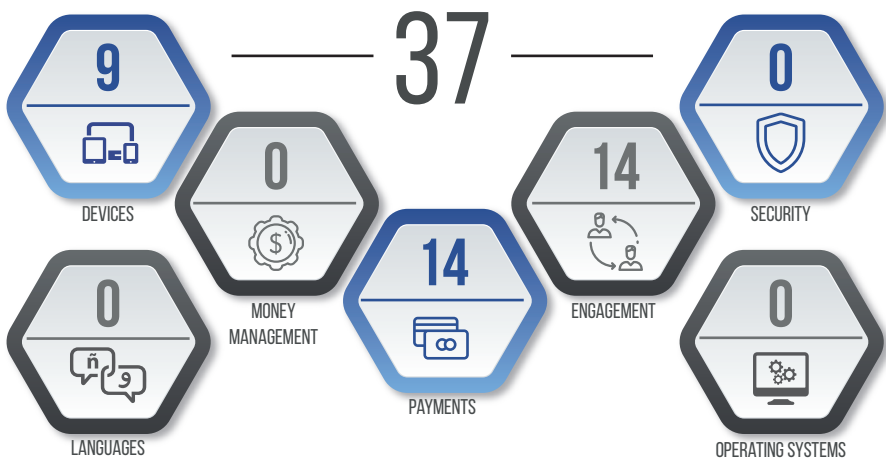 37
9
DEVICES
0
MONEY
MANAGEMENT
14
PAYMENTS
14
ENGAGEMENT
0
SECURITY
0
ñ
و
LANGUAGES
0
OPERATING SYSTEMS